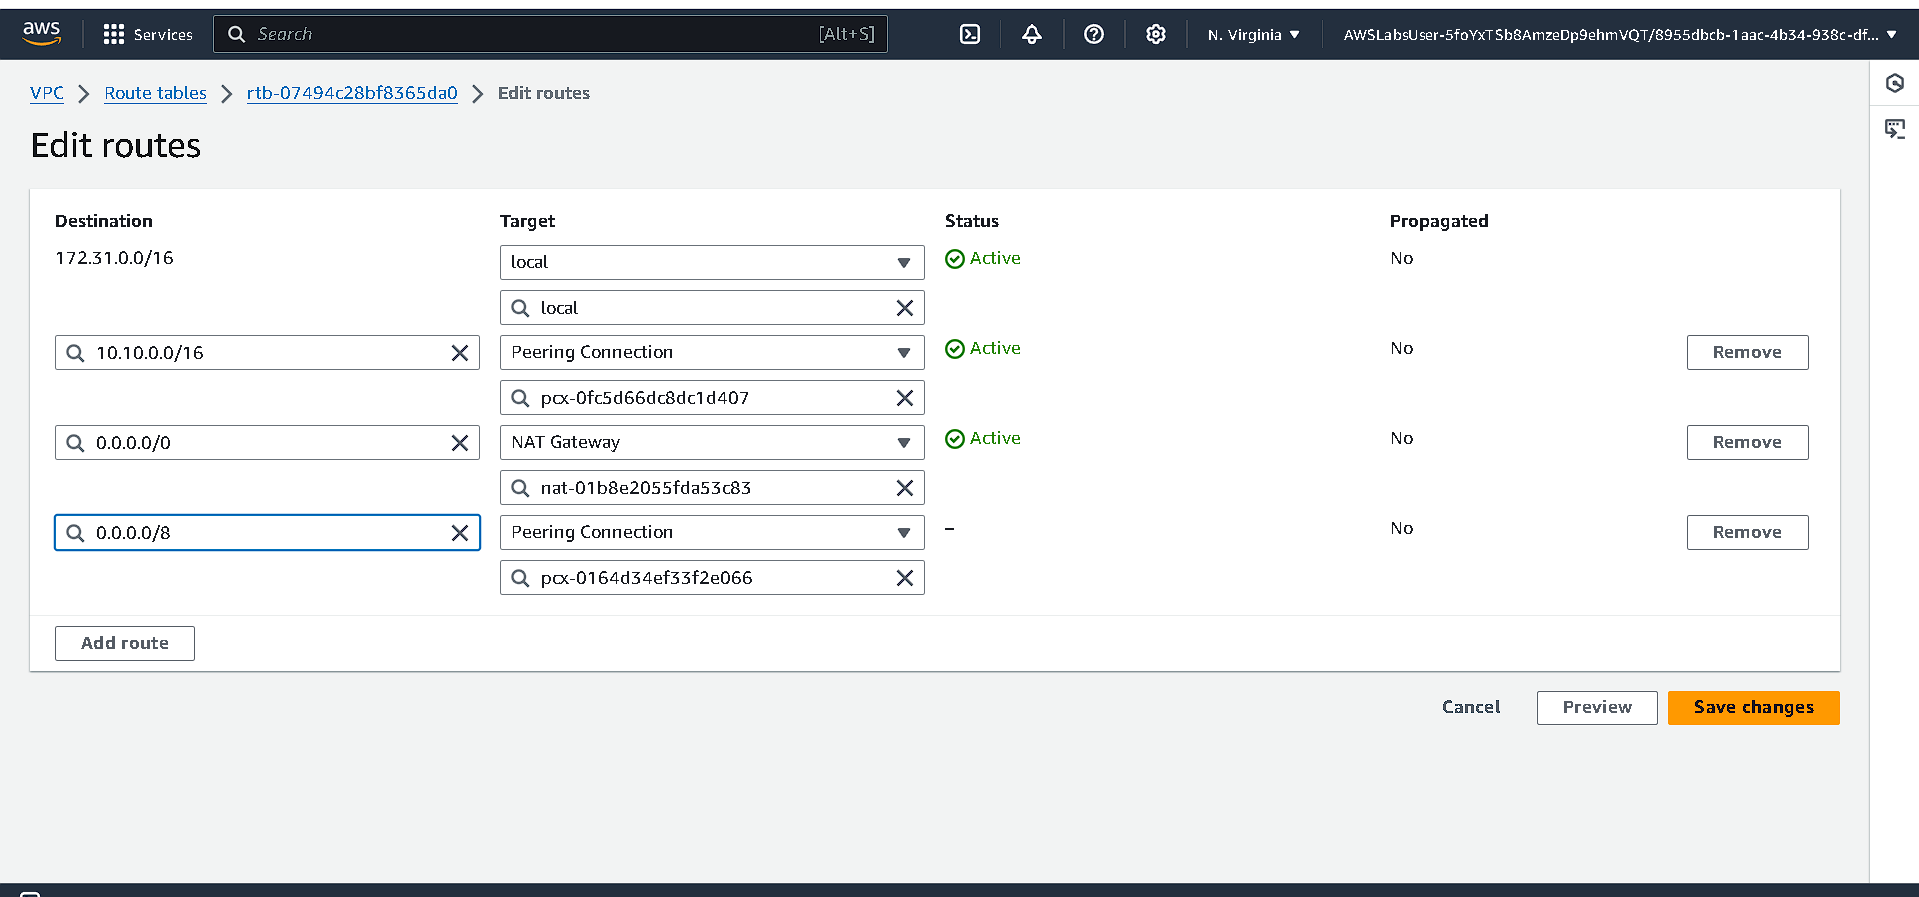 aws Services Search [Alt+S] N. Virginia AWSLabsUser-5foYxTSb8AmzeDp9ehmVQT/8955dbcb-1aac-4b34-938c-df...
VPC Route tables rtb-07494c28bf8365da0 Edit routes
Edit routes
Destination Target Status Propagated
172.31.0.0/16 local Active No
local
10.10.0.0/16 Peering Connection Active No Remove
pcx-0fc5d66dc8dc1d407
0.0.0.0/0 NAT Gateway Active No Remove
nat-01b8e2055fda53c83
0.0.0.0/8 Peering Connection – No Remove
pcx-0164d34ef33f2e066
Add route
Cancel Preview Save changes